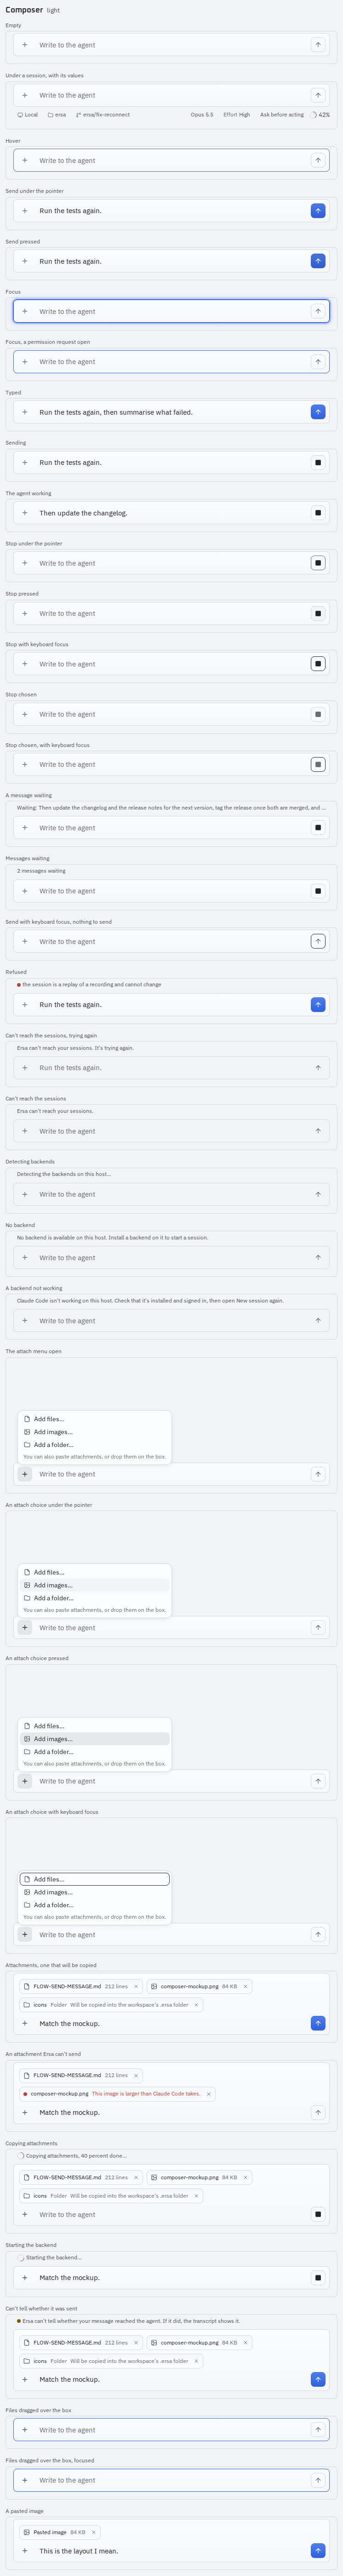 Composer light
Empty
Write to the agent
Under a session, with its values
Write to the agent
Local ersa ersa/fix-reconnect Opus 5.5 Effort High Ask before acting 42%
Hover
Write to the agent
Send under the pointer
Run the tests again.
Send pressed
Run the tests again.
Focus
Write to the agent
Focus, a permission request open
Write to the agent
Typed
Run the tests again, then summarise what failed.
Sending
Run the tests again.
The agent working
Then update the changelog.
Stop under the pointer
Write to the agent
Stop pressed
Write to the agent
Stop with keyboard focus
Write to the agent
Stop chosen
Write to the agent
Stop chosen, with keyboard focus
Write to the agent
A message waiting
Waiting: Then update the changelog and the release notes for the next version, tag the release once both are merged, and ...
Write to the agent
Messages waiting
2 messages waiting
Write to the agent
Send with keyboard focus, nothing to send
Write to the agent
Refused
the session is a replay of a recording and cannot change
Run the tests again.
Can't reach the sessions, trying again
Ersa can't reach your sessions. It's trying again.
Run the tests again.
Can't reach the sessions
Ersa can't reach your sessions.
Write to the agent
Detecting backends
Detecting the backends on this host...
Write to the agent
No backend
No backend is available on this host. Install a backend on it to start a session.
Write to the agent
A backend not working
Claude Code isn't working on this host. Check that it's installed and signed in, then open New session again.
Write to the agent
The attach menu open
Add files...
Add images...
Add a folder...
You can also paste attachments, or drop them on the box.
Write to the agent
An attach choice under the pointer
Add files...
Add images...
Add a folder...
You can also paste attachments, or drop them on the box.
Write to the agent
An attach choice pressed
Add files...
Add images...
Add a folder...
You can also paste attachments, or drop them on the box.
Write to the agent
An attach choice with keyboard focus
Add files...
Add images...
Add a folder...
You can also paste attachments, or drop them on the box.
Write to the agent
Attachments, one that will be copied
FLOW-SEND-MESSAGE.md 212 lines composer-mockup.png 84 KB
icons Folder Will be copied into the workspace's .ersa folder
Match the mockup.
An attachment Ersa can't send
FLOW-SEND-MESSAGE.md 212 lines
composer-mockup.png This image is larger than Claude Code takes.
Match the mockup.
Copying attachments
Copying attachments, 40 percent done...
FLOW-SEND-MESSAGE.md 212 lines composer-mockup.png 84 KB
icons Folder Will be copied into the workspace's .ersa folder
Write to the agent
Starting the backend
Starting the backend...
Match the mockup.
Can't tell whether it was sent
Ersa can't tell whether your message reached the agent. If it did, the transcript shows it.
FLOW-SEND-MESSAGE.md 212 lines composer-mockup.png 84 KB
icons Folder Will be copied into the workspace's .ersa folder
Match the mockup.
Files dragged over the box
Write to the agent
Files dragged over the box, focused
Write to the agent
A pasted image
Pasted image 84 KB
This is the layout I mean.